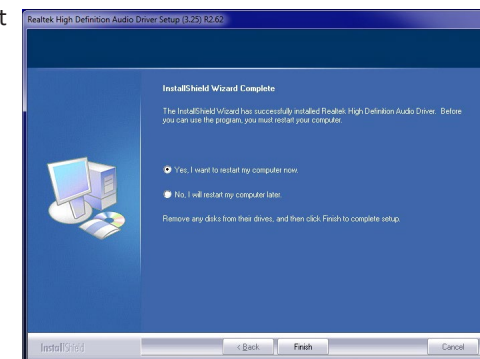 t
Realtek High Definition Audio Driver Setup (3.25) R2.62
InstallShield Wizard Complete
The InstallShield Wizard has successfully installed Realtek High Definition Audio Driver. Before
you can use the program, you must restart your computer.
Yes, I want to restart my computer now.
No, I will restart my computer later.
Remove any disks from their drives, and then click Finish to complete setup.
InstallShield
< Back
Finish
Cancel